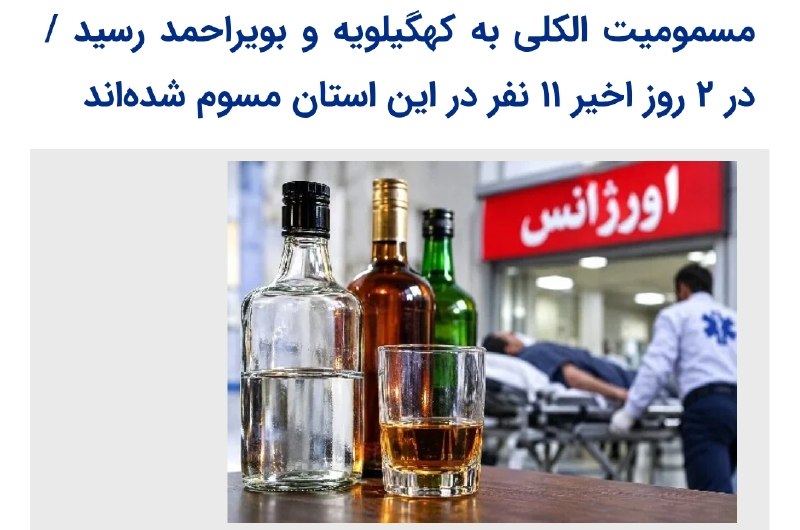 مسمومیت الکلی به کهگیلویه و بویراحمد رسید /
در ۲ روز اخیر ۱۱ نفر در این استان مسوم شده‌اند
اورژانس